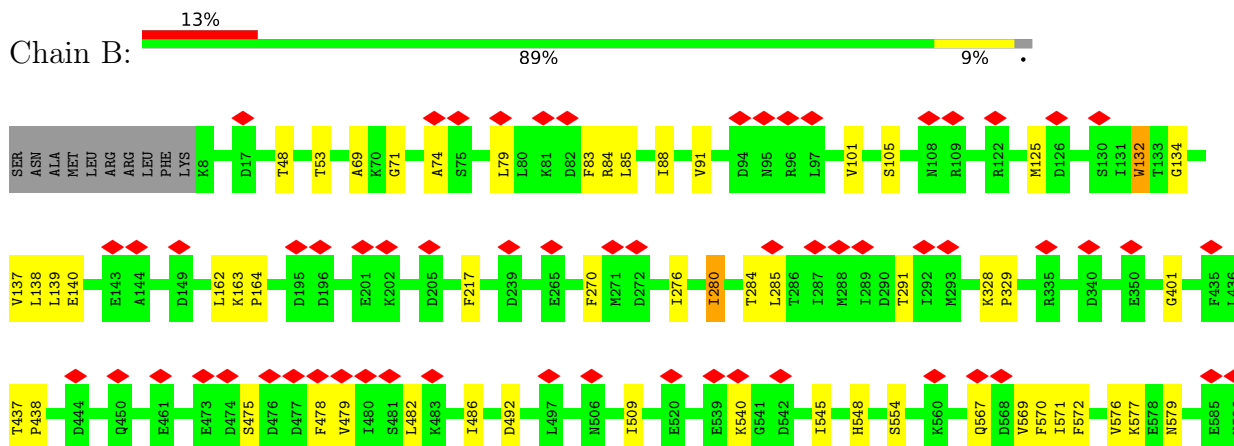 13%
Chain B:
89% 9% •
SER ASN ALA MET LEU ARG ARG LEU PHE LYS K8 D17 T48 T53 A69 K70 G71 A74 S75 L79 L80 K81 D82 F83 R84 L85 I88 V91 D94 N95 R96 L97 V101 S105 N108 R109 R122 M125 D126 S130 I131 W132 T133 G134
V137 L138 L139 E140 E143 A144 D149 L162 K163 P164 D195 D196 E201 K202 D205 F217 D239 E265 F270 M271 D272 I276 I280 T284 L285 T286 I287 M288 I289 D290 T291 I292 M293 K328 P329 R335 D340 E350 G401 F435 L436
T437 P438 D444 Q450 E461 E473 D474 S475 D476 D477 F478 V479 I480 S481 L482 K483 I486 D492 L497 N506 I509 E520 E539 K540 G541 D542 I545 H548 S554 K560 Q567 D568 V569 F570 I571 F572 V576 K577 E578 N579 E585